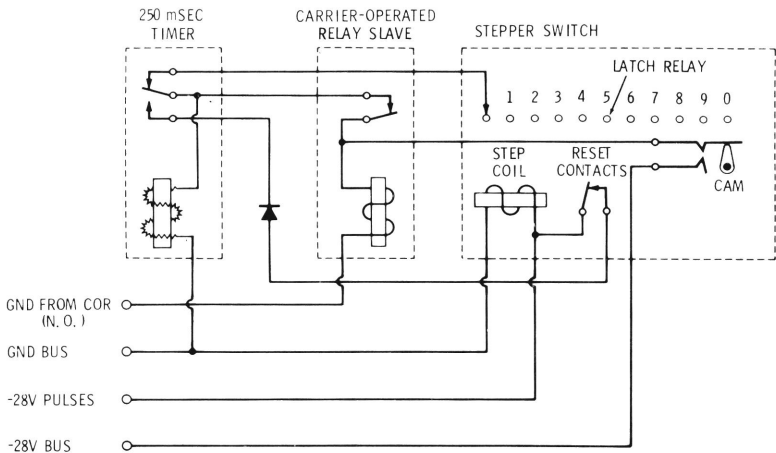 250 mSEC
TIMER
CARRIER-OPERATED
RELAY SLAVE
STEPPER SWITCH
LATCH RELAY
1 2 3 4 5 6 7 8 9 0
STEP
COIL
RESET
CONTACTS
CAM
GND FROM COR
(N.O.)
GND BUS
-28V PULSES
-28V BUS